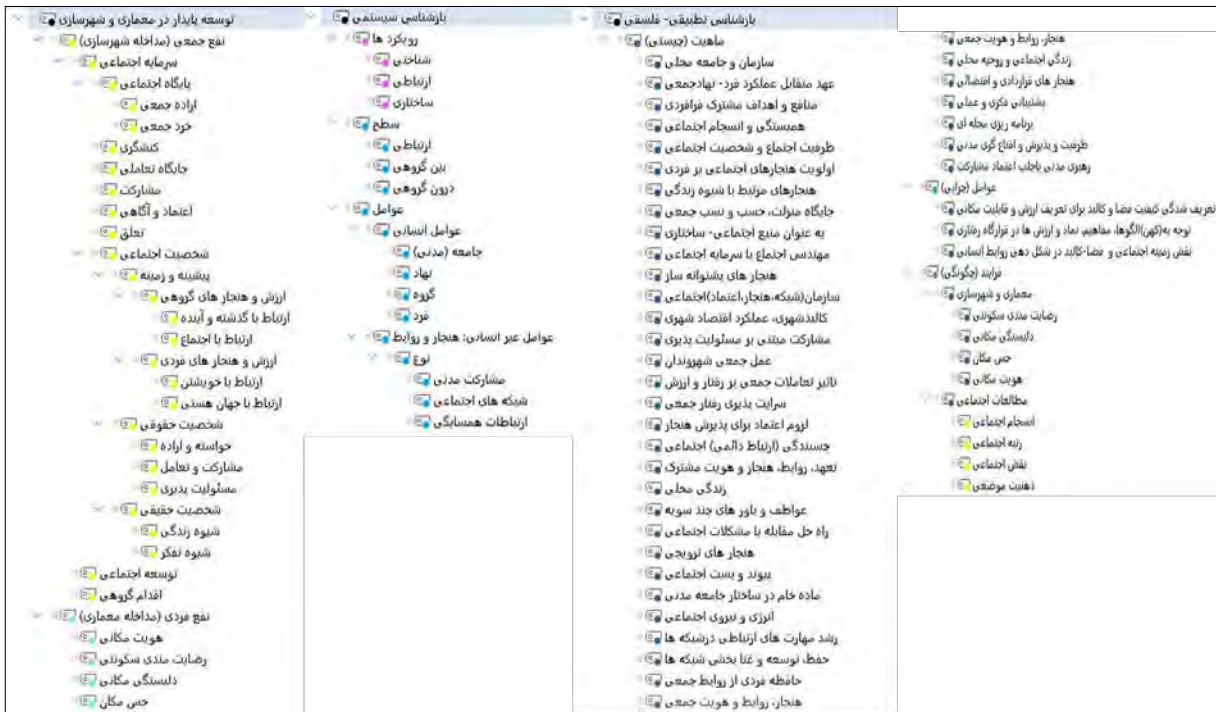 توسعه پایدار در معماری و شهرسازی
نفع جمعی (مداخله شهرسازی)
سرمایه اجتماعی
پایگاه اجتماعی
اراده جمعی
خرد جمعی
کنشگری
جایگاه تعاملی
مشارکت
اعتماد و آگاهی
تعلق
شخصیت اجتماعی
پیشینه و زمینه
ارزش و هنجار های گروهی
ارتباط با گذشته و آینده
ارتباط با اجتماع
ارزش و هنجار های فردی
ارتباط با خویشتن
ارتباط با جهان هستی
شخصیت حقوقی
خواسته و اراده
مشارکت و تعامل
مسئولیت پذیری
شخصیت حقیقی
شیوه زندگی
شیوه تفکر
توسعه اجتماعی
اقدام گروهی
نفع فردی (مداخله معماری)
هویت مکانی
رضایت مندی سکونتی
دلبستگی مکانی
حس مکان
بازشناسی سیستمی
رویکرد ها
شناختی
ارتباطی
ساختاری
سطح
ارتباطی
بین گروهی
درون گروهی
عوامل
عوامل انسانی
جامعه (مدنی)
نهاد
گروه
فرد
عوامل غیر انسانی: هنجار و روابط
نوع
مشارکت مدنی
شبکه های اجتماعی
ارتباطات همسایگی
بازشناسی تطبیقی- فلسفی
ماهیت (چیستی)
سازمان و جامعه محلی
عهد متقابل عملکرد فرد- نهادجمعی
منافع و اهداف مشترک فرافردی
همبستگی و انسجام اجتماعی
ظرفیت اجتماع و شخصیت اجتماعی
اولویت هنجارهای اجتماعی بر فردی
هنجارهای مرتبط با شیوه زندگی
جایگاه منزلت، حسب و نسب جمعی
به عنوان منبع اجتماعی- ساختاری
مهندس اجتماع با سرمایه اجتماعی
هنجار های پشتوانه ساز
سازمان(شبکه،هنجار،اعتماد)اجتماعی
کالبدشهری، عملکرد اقتصاد شهری
مشارکت مبتنی بر مسئولیت پذیری
عمل جمعی شهروندان
تاثیر تعاملات جمعی بر رفتار و ارزش
سرایت پذیری رفتار جمعی
لزوم اعتماد برای پذیرش هنجار
چسبندگی (ارتباط دائمی) اجتماعی
تعهد، روابط، هنجار و هویت مشترک
زندگی محلی
عواطف و باور های چند سویه
راه حل مقابله با مشکلات اجتماعی
هنجار های ترویجی
پیوند و بست اجتماعی
ماده خام در ساختار جامعه مدنی
انرژی و نیروی اجتماعی
رشد مهارت های ارتباطی درشبکه ها
حفظ، توسعه و غنا بخشی شبکه ها
حافظه فردی از روابط جمعی
هنجار، روابط و هویت جمعی
هنجار، روابط و هویت جمعی
زندگی اجتماعی و روحیه محلی
هنجار های قراردادی و اقتضائی
پشتیبانی فکری و عملی
برنامه ریزی محله ای
ظرفیت و پذیرش و اقناع گری مدنی
رهبری مدنی باجلب اعتماد مشارکت
عوامل (چرایی)
تعریف شدگی کیفیت فضا و کالبد برای تعریف ارزش و قابلیت مکانی
توجه به(کهن)الگوها، مفاهیم، نماد و ارزش ها در قرارگاه رفتاری
نقش زمینه اجتماعی و فضا-کالبد در شکل دهی روابط انسانی
فرایند (چگونگی)
معماری و شهرسازی
رضایت مندی سکونتی
دلبستگی مکانی
حس مکان
هویت مکانی
مطالعات اجتماعی
انسجام اجتماعی
رتبه اجتماعی
نقش اجتماعی
ذهنیت موضعی